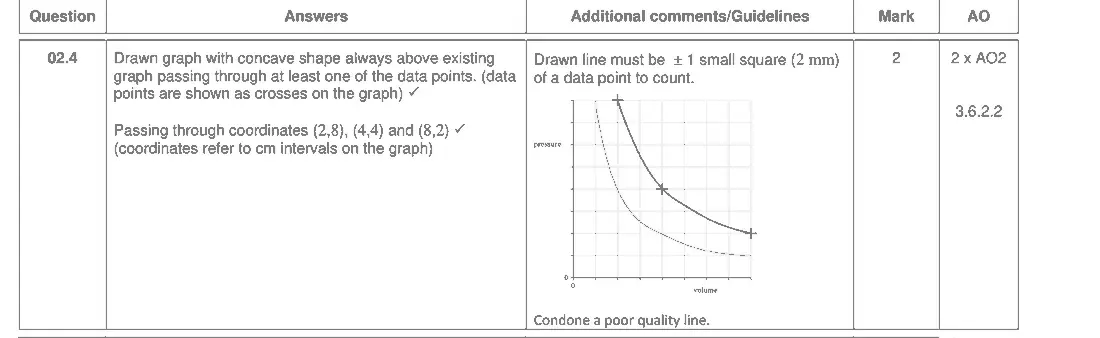 Question
Answers
Additional comments/Guidelines
Mark
AO
02.4
Drawn graph with concave shape always above existing
graph passing through at least one of the data points. (data
points are shown as crosses on the graph) ✓
Passing through coordinates (2,8), (4,4) and (8,2) ✓
(coordinates refer to cm intervals on the graph)
Drawn line must be ± 1 small square (2 mm)
of a data point to count.
pressure
0
0
volume
Condone a poor quality line.
2
2 x AO2
3.6.2.2